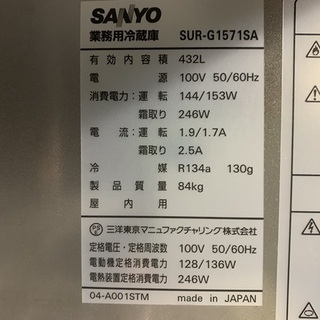 SANYO
業務用冷蔵庫 SUR-G1571SA
有効内容積 432L
電源 100V 50/60Hz
消費電力:運転 144/153W
霜取り 246W
電流:運転 1.9/1.7A
霜取り 2.5A
冷媒 R134a 130g
製品質量 84kg
屋内用
三洋東京マニュファクチャリング株式会社
定格電圧・定格周波数 100V 50/60Hz
電動機定格消費電力 128/136W
電熱装置定格消費電力 246W
04-A001STM made in JAPAN